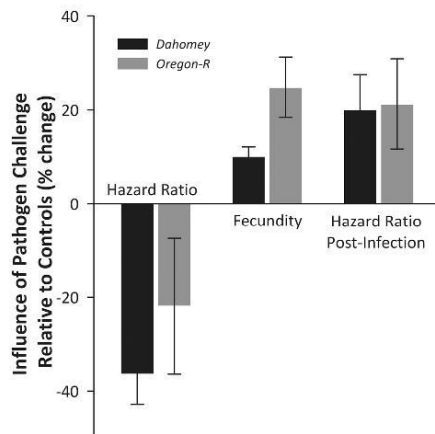 40
20
0
-20
-40
Influence of Pathogen Challenge
Relative to Controls (% change)
Dahomey
Oregon-R
Hazard Ratio
Fecundity
Hazard Ratio
Post-Infection